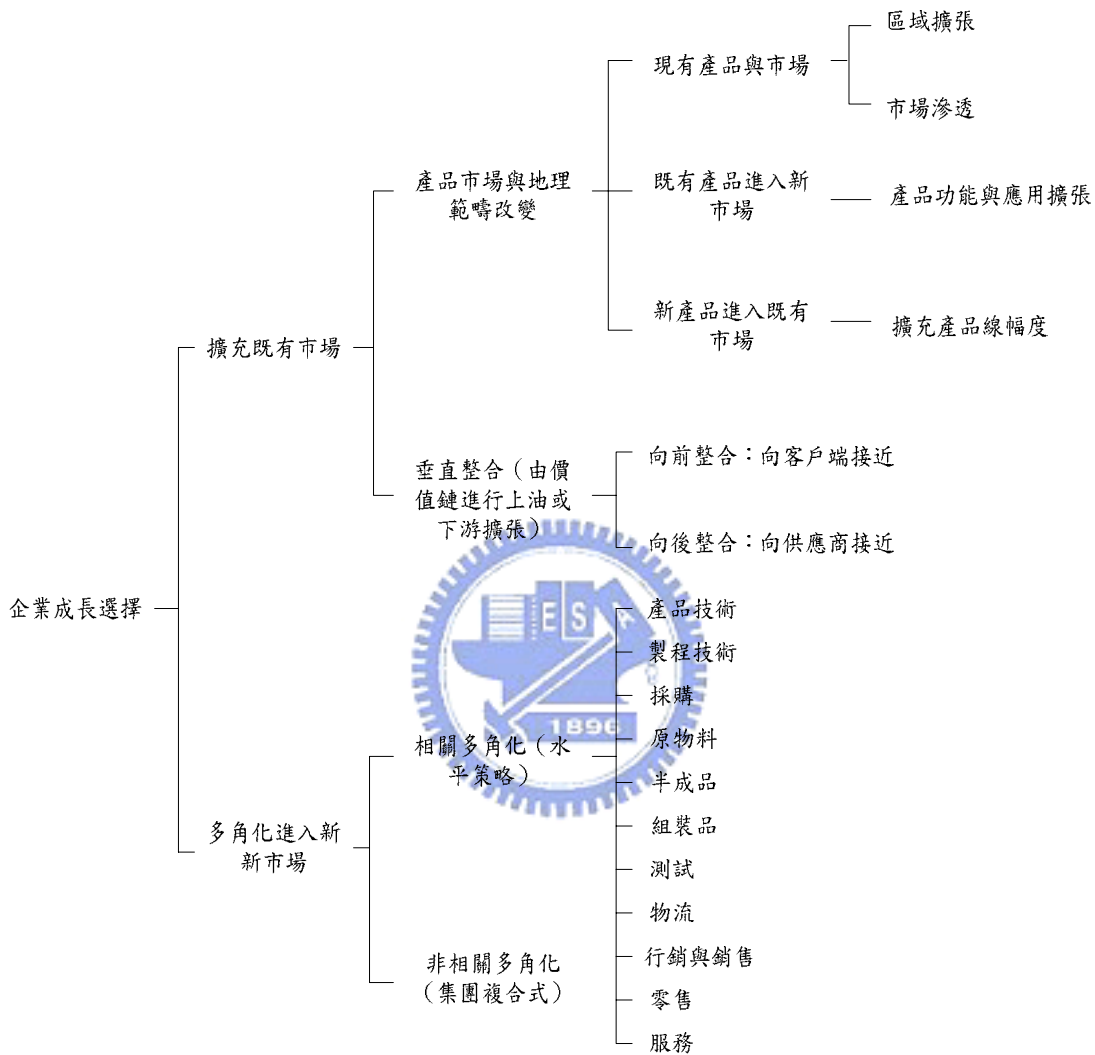 區域擴張
現有產品與市場
市場滲透
產品市場與地理
範疇改變
既有產品進入新
市場
產品功能與應用擴張
新產品進入既有
市場
擴充產品線幅度
擴充既有市場
垂直整合（由價
值鏈進行上油或
下游擴張）
向前整合：向客戶端接近
向後整合：向供應商接近
企業成長選擇
ESA
1896
產品技術
製程技術
採購
原物料
相關多角化（水
平策略）
半成品
組裝品
多角化進入新
新市場
測試
物流
行銷與銷售
非相關多角化
（集團複合式）
零售
服務